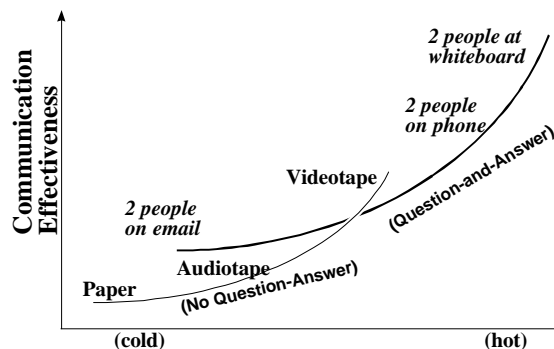 Communication
Effectiveness
2 people at
whiteboard
2 people
on phone
Videotape
(Question-and-Answer)
2 people
on email
Audiotape
Paper
(No Question-Answer)
(cold)
(hot)